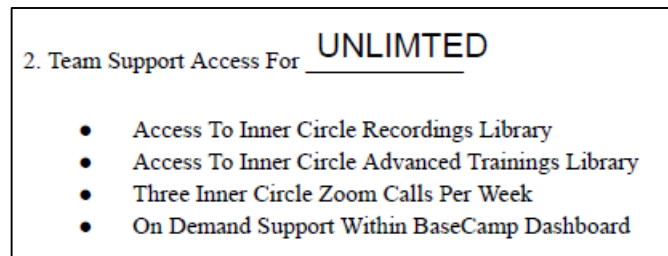 2. Team Support Access For UNLIMTED
● Access To Inner Circle Recordings Library
● Access To Inner Circle Advanced Trainings Library
● Three Inner Circle Zoom Calls Per Week
● On Demand Support Within BaseCamp Dashboard